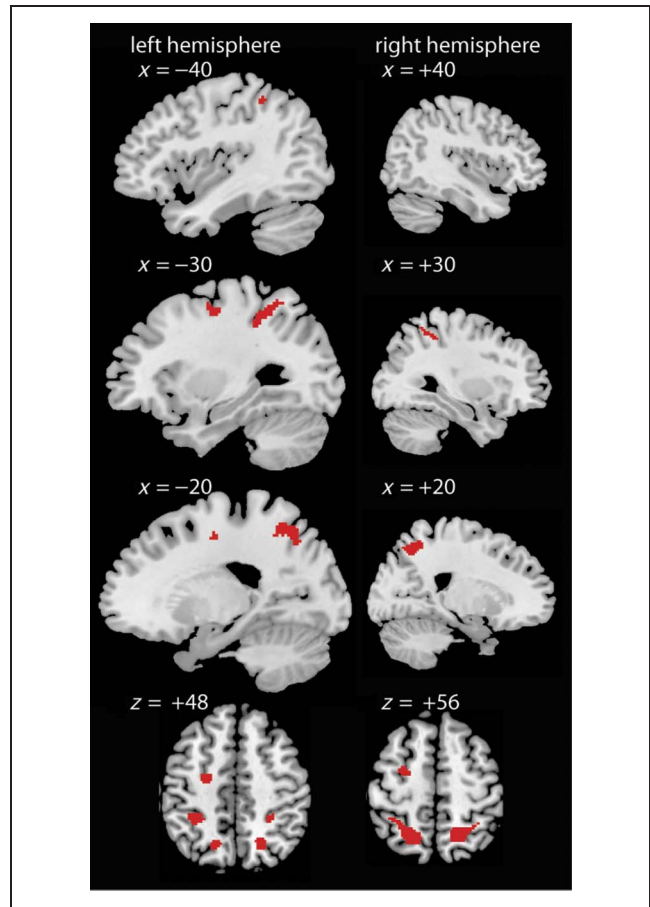 left hemisphere right hemisphere
x = −40 x = +40
x = −30 x = +30
x = −20 x = +20
z = +48 z = +56